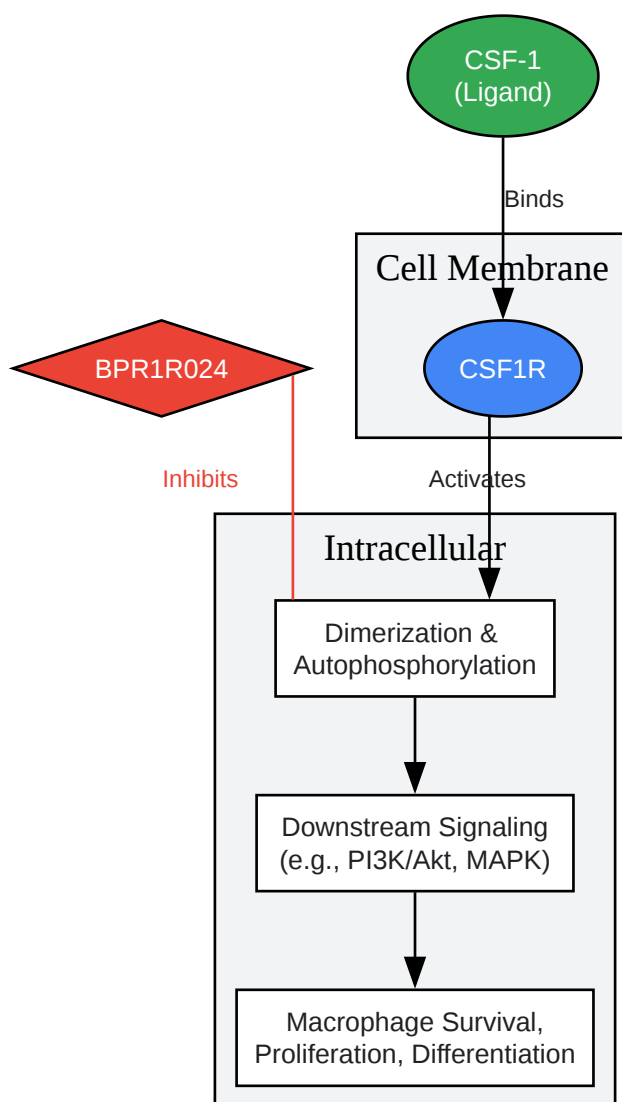 CSF-1
(Ligand)
Binds
Cell Membrane
BPR1R024
CSF1R
Inhibits
Activates
Intracellular
Dimerization &
Autophosphorylation
Downstream Signaling
(e.g., PI3K/Akt, MAPK)
Macrophage Survival,
Proliferation, Differentiation